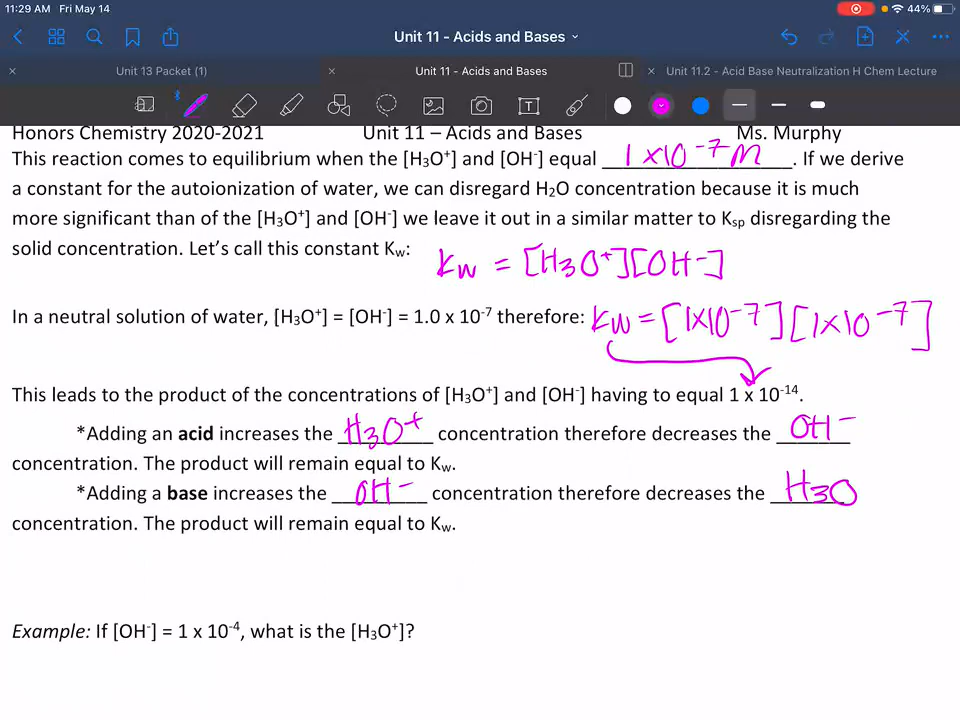 11:29 AM Fri May 14 44%
Unit 11 - Acids and Bases
Unit 13 Packet (1) Unit 11 - Acids and Bases Unit 11.2 - Acid Base Neutralization H Chem Lecture
Honors Chemistry 2020-2021 Unit 11 – Acids and Bases Ms. Murphy
This reaction comes to equilibrium when the [H₃O⁺] and [OH⁻] equal 1 x10⁻⁷ M. If we derive
a constant for the autoionization of water, we can disregard H₂O concentration because it is much
more significant than of the [H₃O⁺] and [OH⁻] we leave it out in a similar matter to Ksp disregarding the
solid concentration. Let's call this constant Kw: Kw = [H₃O⁺][OH⁻]
In a neutral solution of water, [H₃O⁺] = [OH⁻] = 1.0 x 10⁻⁷ therefore: Kw = [1x10⁻⁷][1x10⁻⁷]
This leads to the product of the concentrations of [H₃O⁺] and [OH⁻] having to equal 1 x 10⁻¹⁴.
*Adding an acid increases the H₃O⁺ concentration therefore decreases the OH⁻
concentration. The product will remain equal to Kw.
*Adding a base increases the OH⁻ concentration therefore decreases the H₃O
concentration. The product will remain equal to Kw.
Example: If [OH⁻] = 1 x 10⁻⁴, what is the [H₃O⁺]?